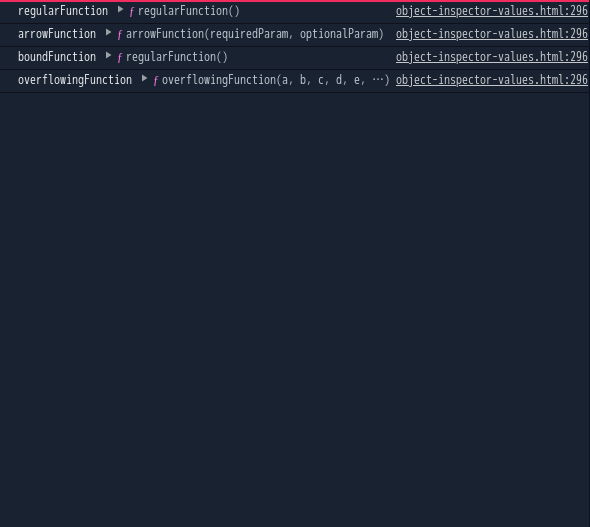 regularFunction ▶ ƒ regularFunction() object-inspector-values.html:296
arrowFunction ▶ ƒ arrowFunction(requiredParam, optionalParam) object-inspector-values.html:296
boundFunction ▶ ƒ regularFunction() object-inspector-values.html:296
overflowingFunction ▶ ƒ overflowingFunction(a, b, c, d, e, …) object-inspector-values.html:296